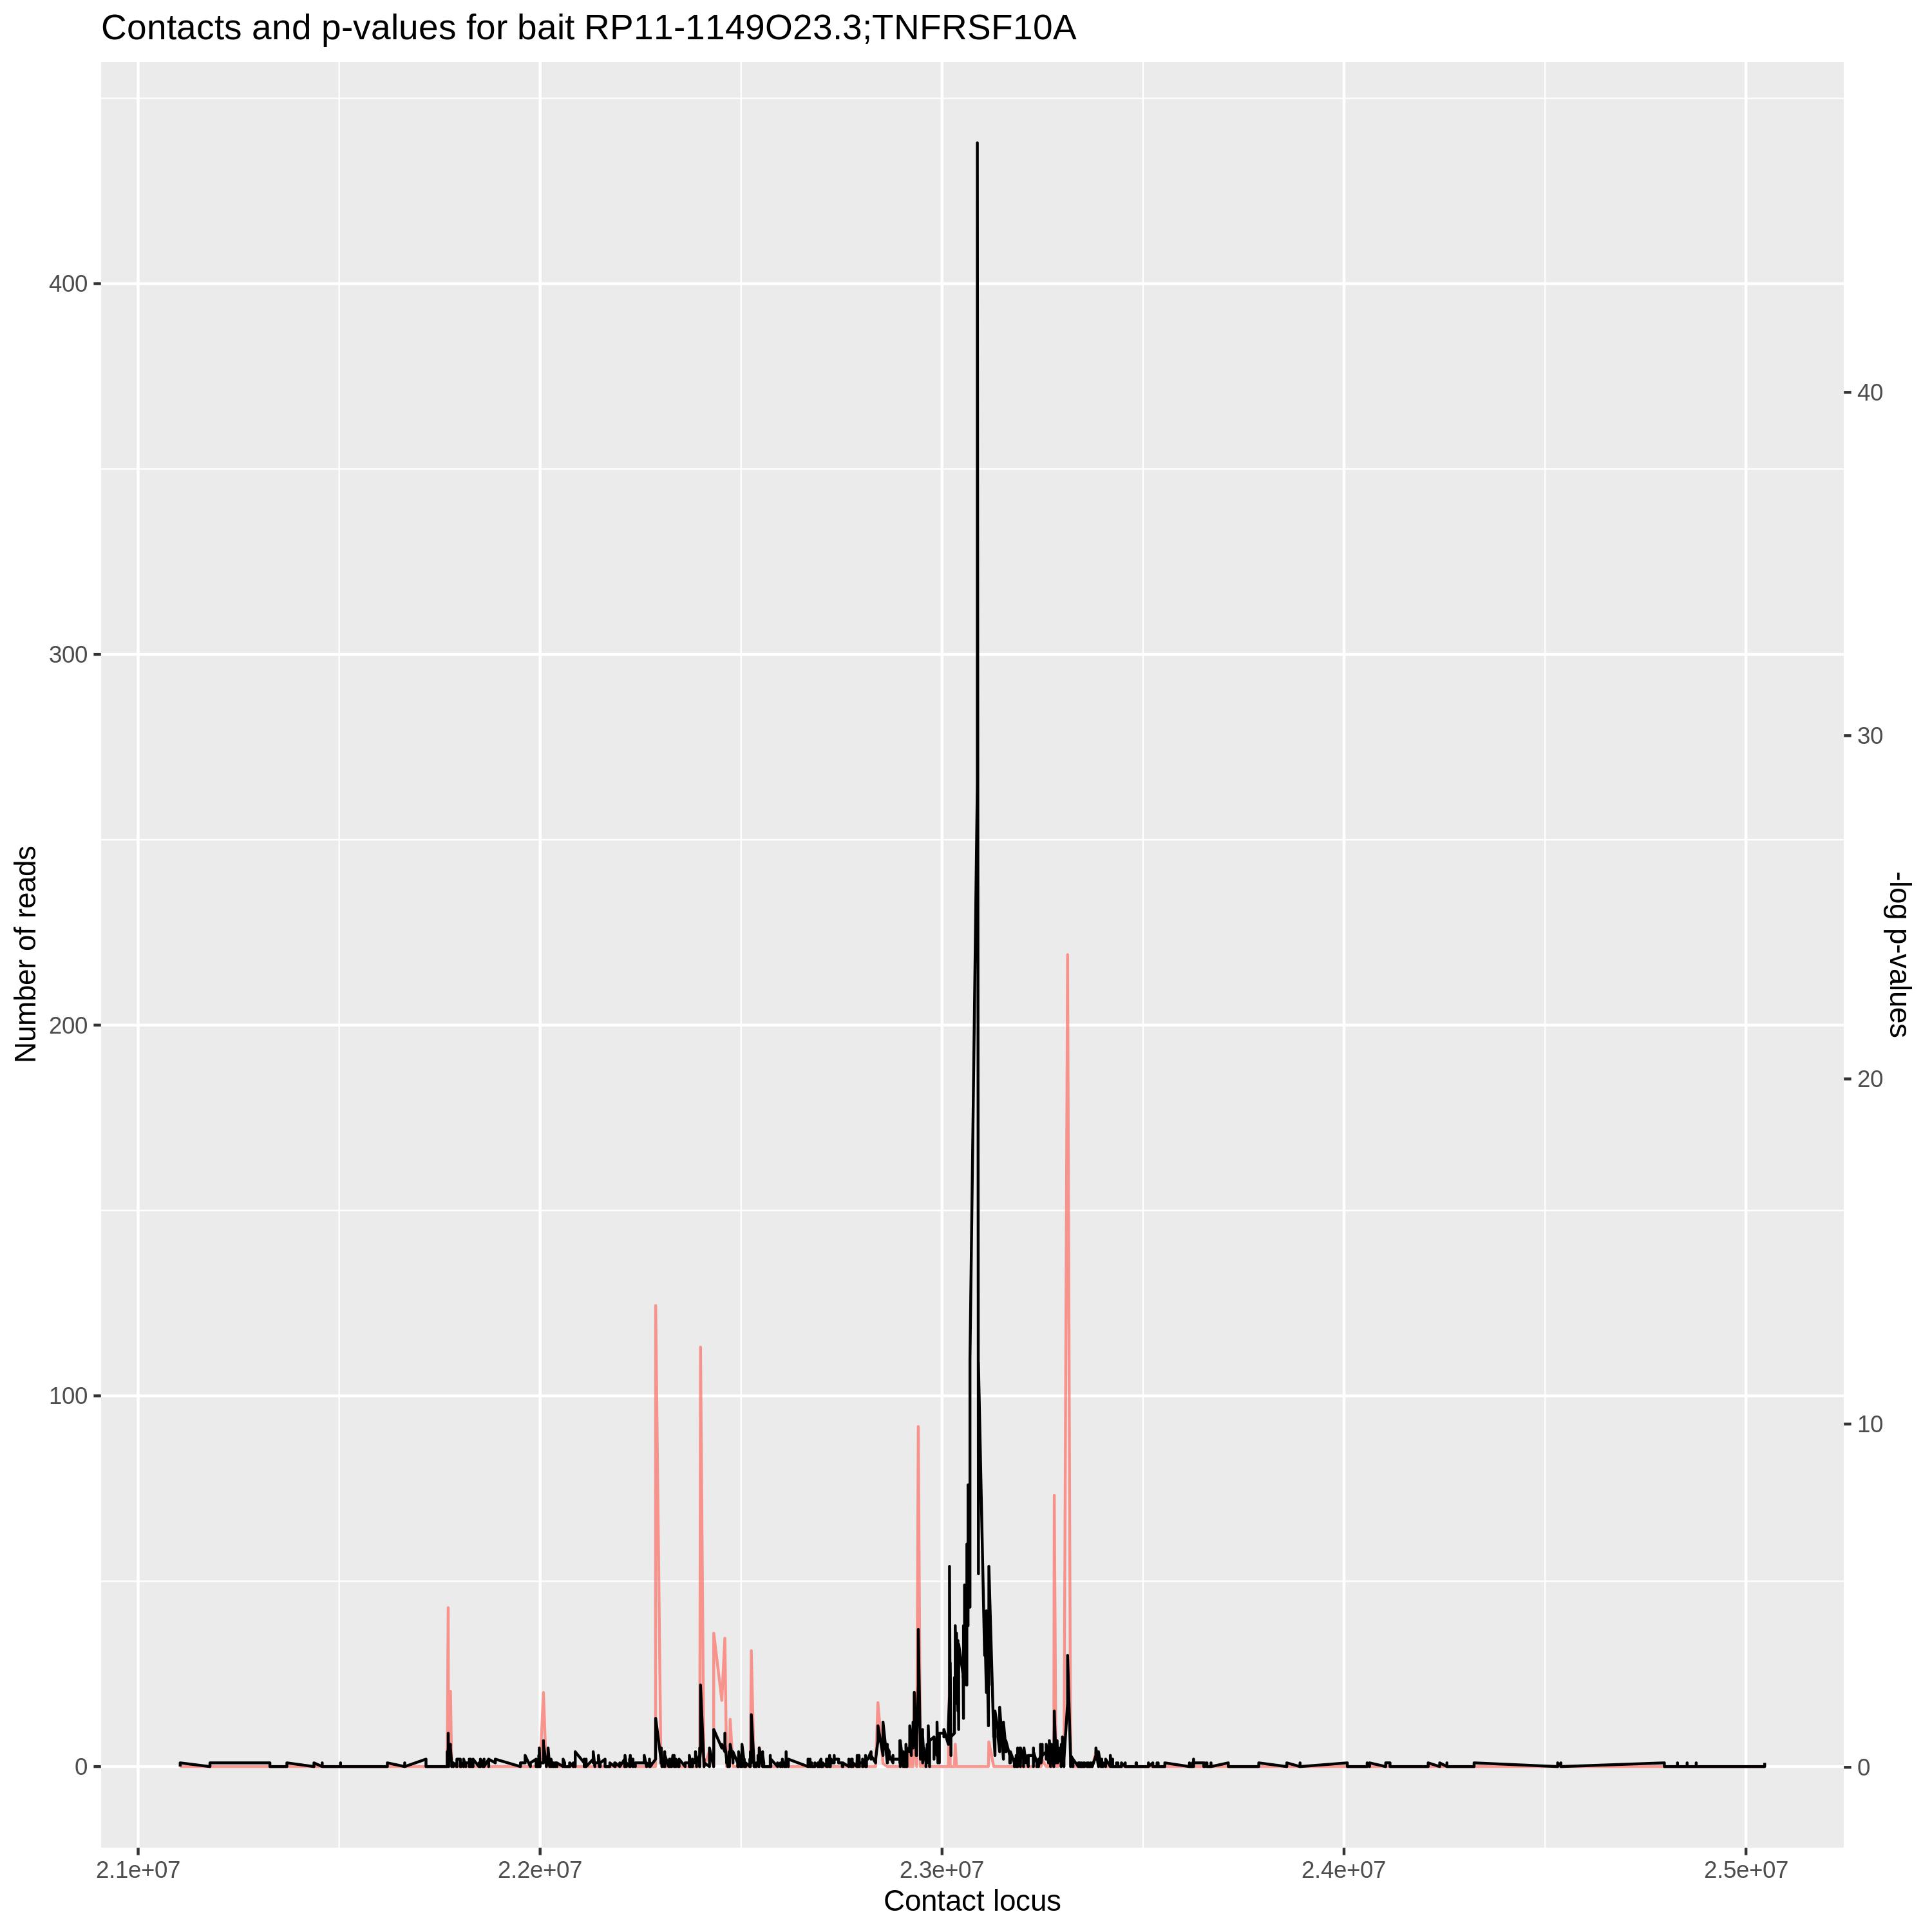 Contacts and p-values for bait RP11-1149O23.3;TNFRSF10A
400
300
200
100
0
40
30
20
10
0
Number of reads
-log p-values
2.1e+07
2.2e+07
2.3e+07
2.4e+07
2.5e+07
Contact locus